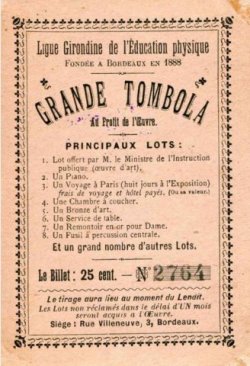 Ligue Girondine de l'Éducation physique
FONDÉE A BORDEAUX EN 1888
GRANDE TOMBOLA
Au Profit de l'Œuvre.
PRINCIPAUX LOTS :
1. Lot offert par M. le Ministre de l'Instruction
publique (œuvre d'art).
2. Un Piano.
3. Un Voyage à Paris (huit jours à l'Exposition)
frais de voyage et hôtel payés. (Ou sa valeur.)
4. Une Chambre à coucher.
5. Un Bronze d'art.
6. Un Service de table.
7. Un Remontoir en or pour Dame.
8. Un Fusil à percussion centrale.
Et un grand nombre d'autres Lots.
Le Billet : 25 cent. — N° 2764
Le tirage aura lieu au moment du Lendit.
Les Lots non réclamés dans le délai d'UN mois
seront acquis à l'Œuvre.
Siège : Rue Villeneuve, 3, Bordeaux.